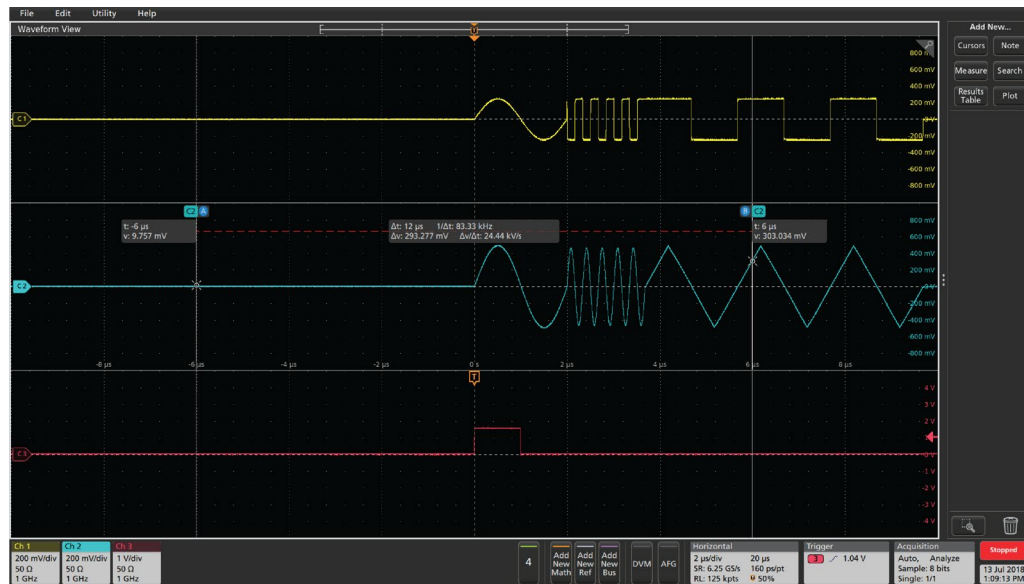 File Edit Utility Help
Waveform View
Add New...
Cursors Note
Measure Search
Results Table Plot
T
800 mV
600 mV
400 mV
200 mV
0 V
-200 mV
-400 mV
-600 mV
-800 mV
C1
C2 A
B C2
t: -6 µs
v: 9.757 mV
Δt: 12 µs 1/Δt: 83.33 kHz
Δv: 293.277 mV Δv/Δt: 24.44 kV/s
t: 6 µs
v: 303.034 mV
800 mV
600 mV
400 mV
200 mV
0 V
-200 mV
-400 mV
-600 mV
-800 mV
C2
-8 µs -6 µs -4 µs -2 µs 0 s 2 µs 4 µs 6 µs 8 µs
T
4 V
3 V
2 V
0 V
-1 V
-2 V
-3 V
-4 V
C3
Ch 1
200 mV/div
50 Ω
1 GHz
Ch 2
200 mV/div
50 Ω
1 GHz
Ch 3
1 V/div
50 Ω
1 GHz
4
Add New Math
Add New Ref
Add New Bus
DVM
AFG
Horizontal
2 µs/div 20 µs
SR: 6.25 GS/s 160 ps/pt
RL: 125 kpts 50%
Trigger
3 1.04 V
Acquisition
Auto, Analyze
Sample: 8 bits
Single: 1/1
Stopped
13 Jul 2018